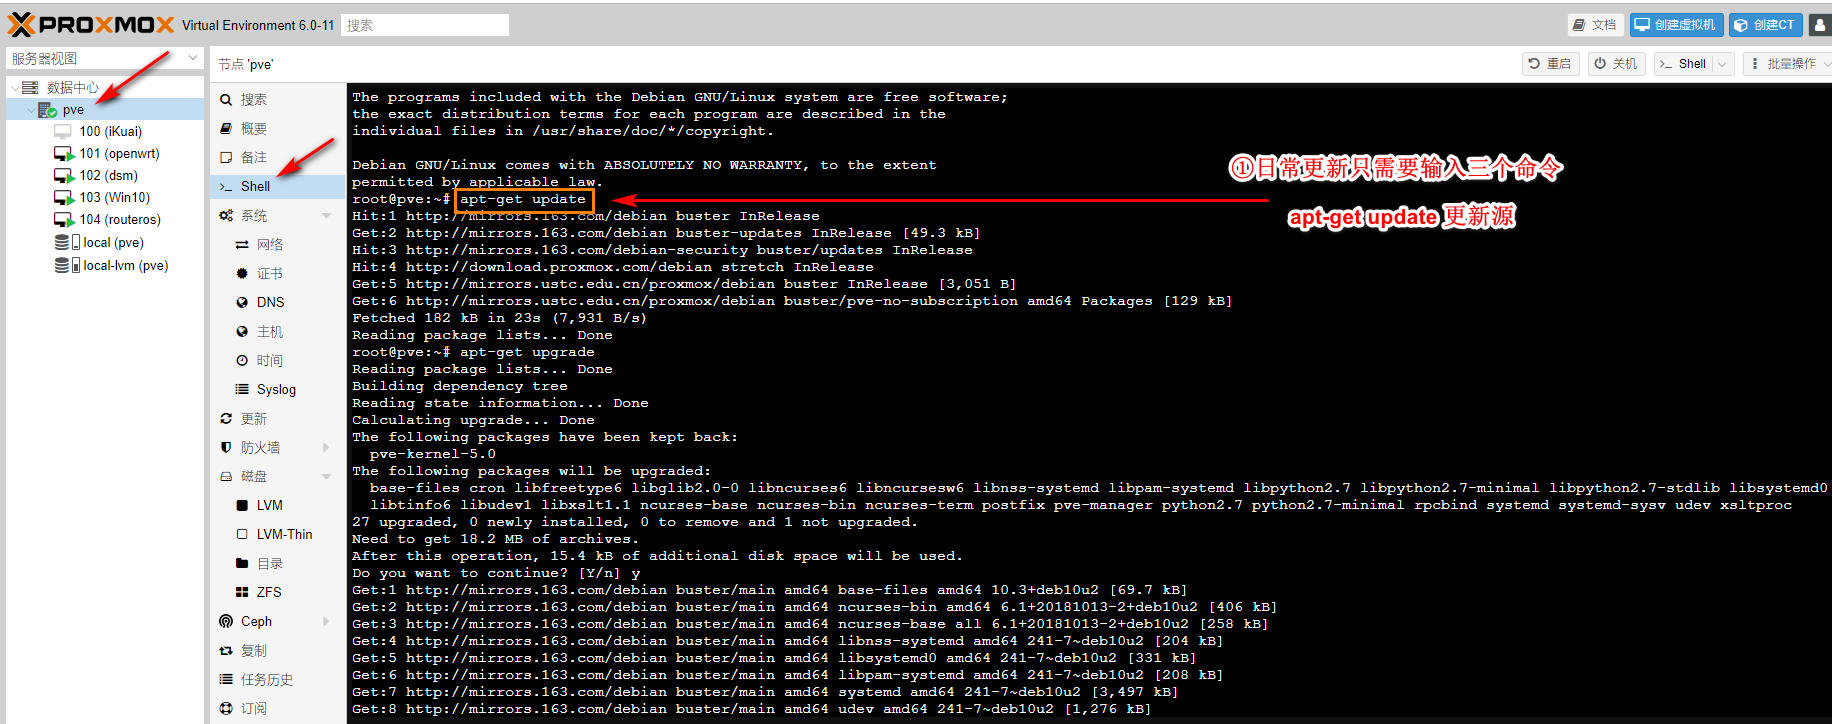 PROXMOX Virtual Environment 6.0-11 搜索 文档 创建虚拟机 创建CT
服务器视图
数据中心
pve
100 (iKuai)
101 (openwrt)
102 (dsm)
103 (Win10)
104 (routeros)
local (pve)
local-lvm (pve)
节点 'pve' 重启 关机 Shell 批量操作
搜索
概要
备注
Shell
系统
网络
证书
DNS
主机
时间
Syslog
更新
防火墙
磁盘
LVM
LVM-Thin
目录
ZFS
Ceph
复制
任务历史
订阅
The programs included with the Debian GNU/Linux system are free software;
the exact distribution terms for each program are described in the
individual files in /usr/share/doc/*/copyright.
Debian GNU/Linux comes with ABSOLUTELY NO WARRANTY, to the extent
permitted by applicable law.
root@pve:~# apt-get update
Hit:1 http://mirrors.163.com/debian buster InRelease
Get:2 http://mirrors.163.com/debian buster-updates InRelease [49.3 kB]
Hit:3 http://mirrors.163.com/debian-security buster/updates InRelease
Hit:4 http://download.proxmox.com/debian stretch InRelease
Get:5 http://mirrors.ustc.edu.cn/proxmox/debian buster InRelease [3,051 B]
Get:6 http://mirrors.ustc.edu.cn/proxmox/debian buster/pve-no-subscription amd64 Packages [129 kB]
Fetched 182 kB in 23s (7,931 B/s)
Reading package lists... Done
root@pve:~# apt-get upgrade
Reading package lists... Done
Building dependency tree
Reading state information... Done
Calculating upgrade... Done
The following packages have been kept back:
pve-kernel-5.0
The following packages will be upgraded:
base-files cron libfreetype6 libglib2.0-0 libncurses6 libncursesw6 libnss-systemd libpam-systemd libpython2.7 libpython2.7-minimal libpython2.7-stdlib libsystemd0
libtinfo6 libudev1 libxslt1.1 ncurses-base ncurses-bin ncurses-term postfix pve-manager python2.7 python2.7-minimal rpcbind systemd systemd-sysv udev xsltproc
27 upgraded, 0 newly installed, 0 to remove and 1 not upgraded.
Need to get 18.2 MB of archives.
After this operation, 15.4 kB of additional disk space will be used.
Do you want to continue? [Y/n] y
Get:1 http://mirrors.163.com/debian buster/main amd64 base-files amd64 10.3+deb10u2 [69.7 kB]
Get:2 http://mirrors.163.com/debian buster/main amd64 ncurses-bin amd64 6.1+20181013-2+deb10u2 [406 kB]
Get:3 http://mirrors.163.com/debian buster/main amd64 ncurses-base all 6.1+20181013-2+deb10u2 [258 kB]
Get:4 http://mirrors.163.com/debian buster/main amd64 libnss-systemd amd64 241-7~deb10u2 [204 kB]
Get:5 http://mirrors.163.com/debian buster/main amd64 libsystemd0 amd64 241-7~deb10u2 [331 kB]
Get:6 http://mirrors.163.com/debian buster/main amd64 libpam-systemd amd64 241-7~deb10u2 [208 kB]
Get:7 http://mirrors.163.com/debian buster/main amd64 systemd amd64 241-7~deb10u2 [3,497 kB]
Get:8 http://mirrors.163.com/debian buster/main amd64 udev amd64 241-7~deb10u2 [1,276 kB]
①日常更新只需要输入三个命令
apt-get update 更新源